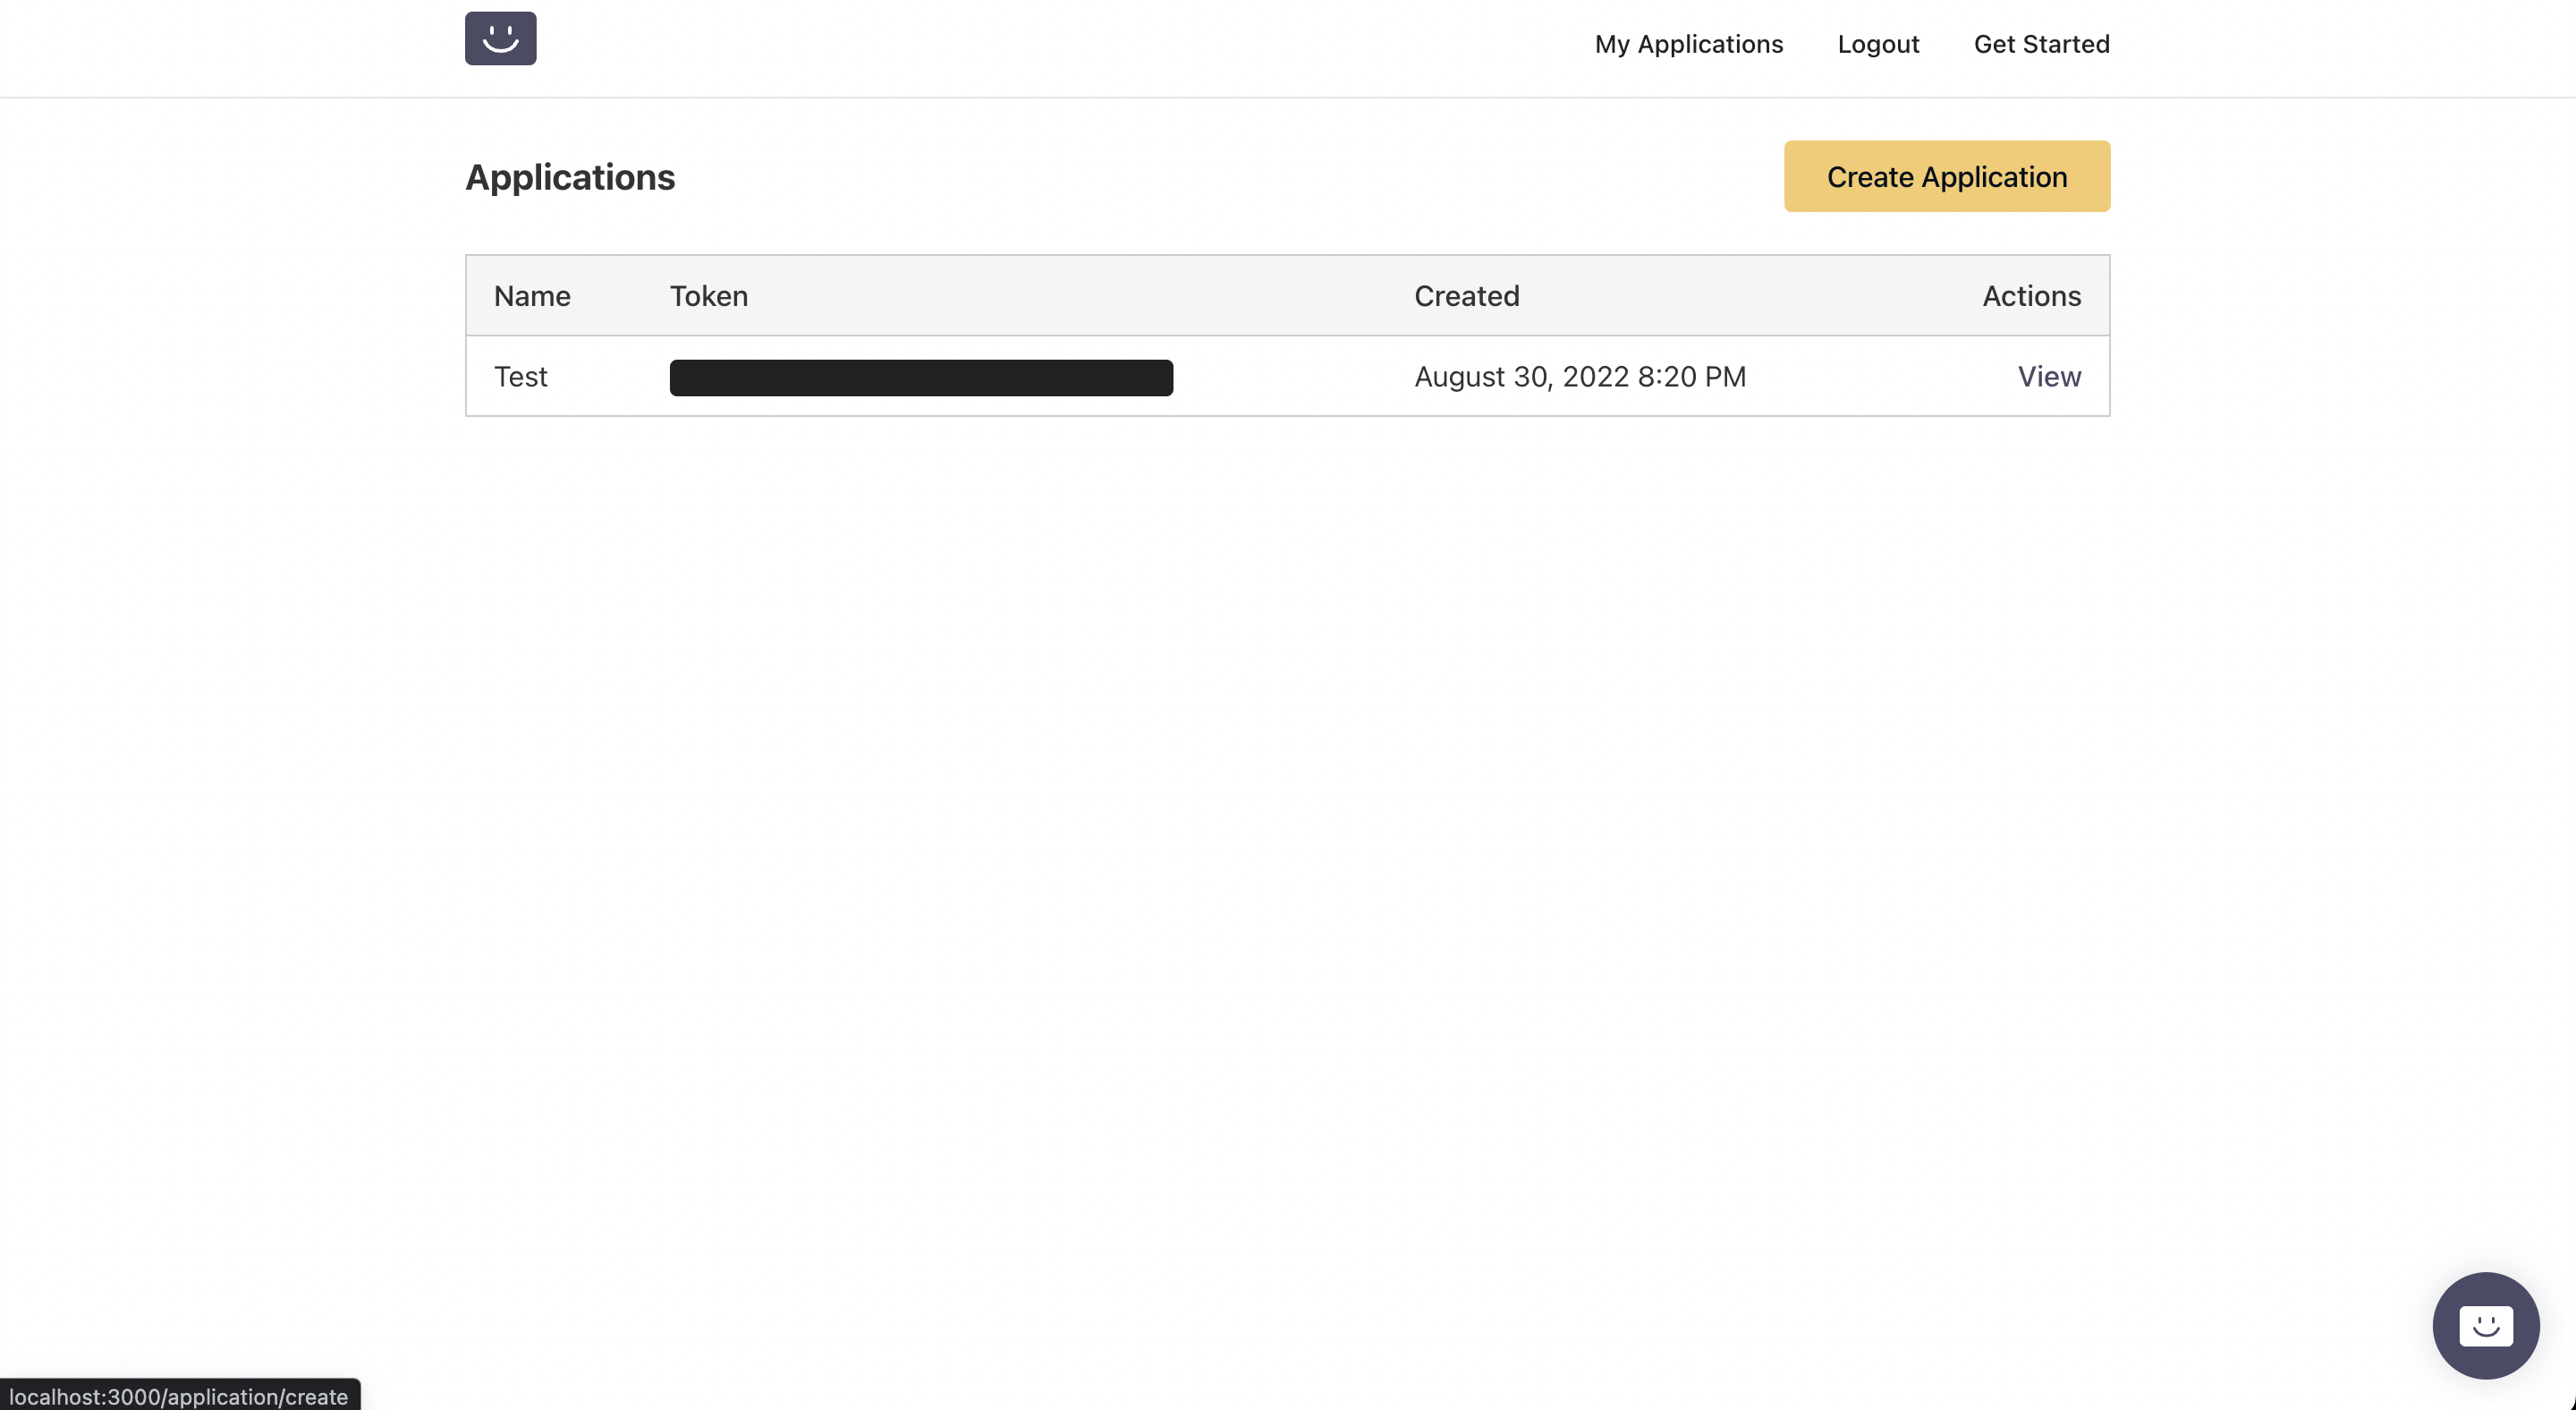 My Applications Logout Get Started
Applications
Create Application
Name Token Created Actions
Test August 30, 2022 8:20 PM View
localhost:3000/application/create